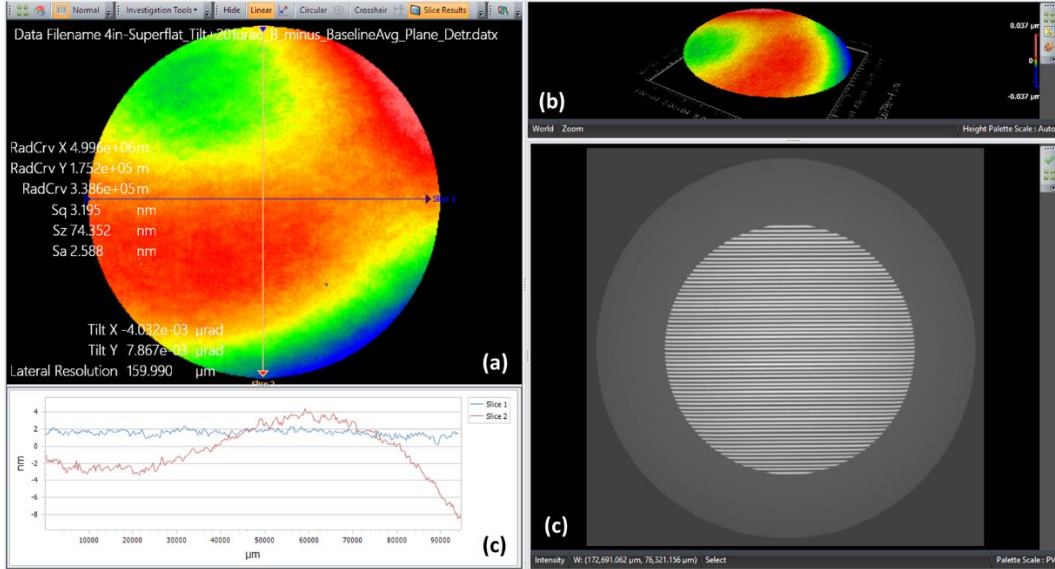 Normal Investigation Tools Hide Linear Circular Crosshair Slice Results
Data Filename 4in-Superflat_Tilt+201urad_B_minus_BaselineAvg_Plane_Detr.datx
RadCrv X 4.996e+06 m
RadCrv Y 1.752e+05 m
RadCrv 3.386e+05 m
Sq 3.195 nm
Sz 74.352 nm
Sa 2.588 nm
Slice 1
Tilt X -4.032e-03 µrad
Tilt Y 7.867e-03 µrad
Lateral Resolution 159.990 µm
Slice 2
(a)
0.037 µm
0
-0.037 µm
(b)
World Zoom Height Palette Scale : Auto
4
2
0
-2
-4
-6
-8
nm
10000 20000 30000 40000 50000 60000 70000 80000 90000
µm
Slice 1
Slice 2
(c)
(c)
Intensity W: (172,691.062 µm, 76,321.156 µm) Select Palette Scale : PV